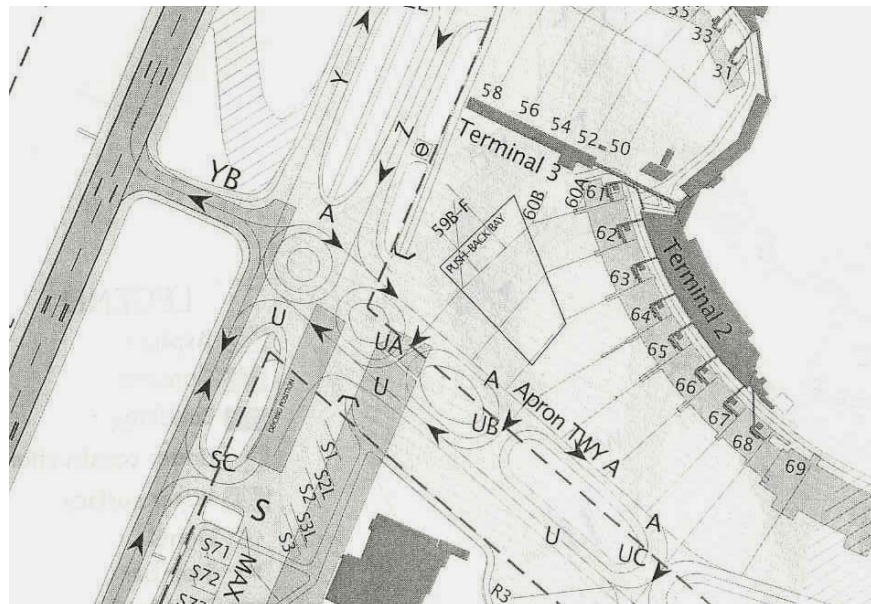 35
33
31
58
56
54
52
50
Terminal 3
Y
Z
Θ
YB
A
59B-F
PUSH-BACK BAY
60B
60A
61
62
63
64
65
66
67
68
69
Terminal 2
U
UA
U
DEICING POSITION
A
Apron TWY A
UB
A
U
UC
SC
S
S1
S2L
S2
S3L
S3
S71
S72
MAX
R3